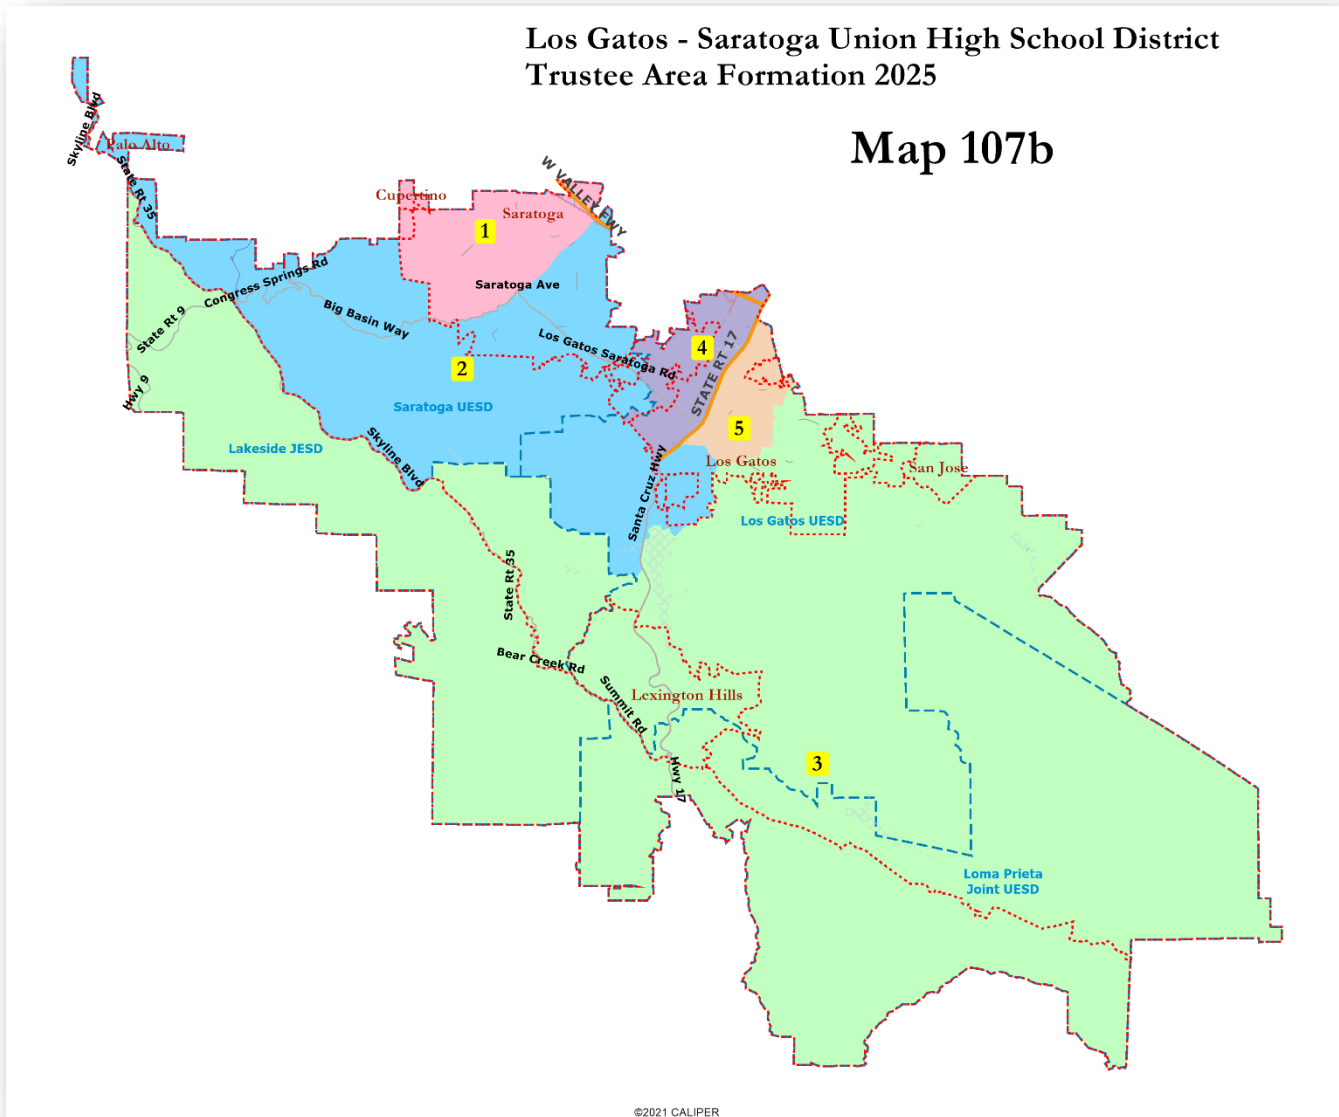 Los Gatos - Saratoga Union High School District
Trustee Area Formation 2025
Map 107b
Skyline Blvd
Palo Alto
State Rt 35
W VALLEY FWY
Cupertino
Saratoga
1
Saratoga Ave
Congress Springs Rd
State Rt 9
Big Basin Way
Los Gatos Saratoga Rd
4
STATE RT 17
2
Hwy 9
Saratoga UESD
5
Lakeside JESD
Skyline Blvd
Los Gatos
San Jose
Santa Cruz Hwy
Los Gatos UESD
State Rt 35
Bear Creek Rd
Summit Rd
Lexington Hills
3
Hwy 17
Loma Prieta
Joint UESD
©2021 CALIPER